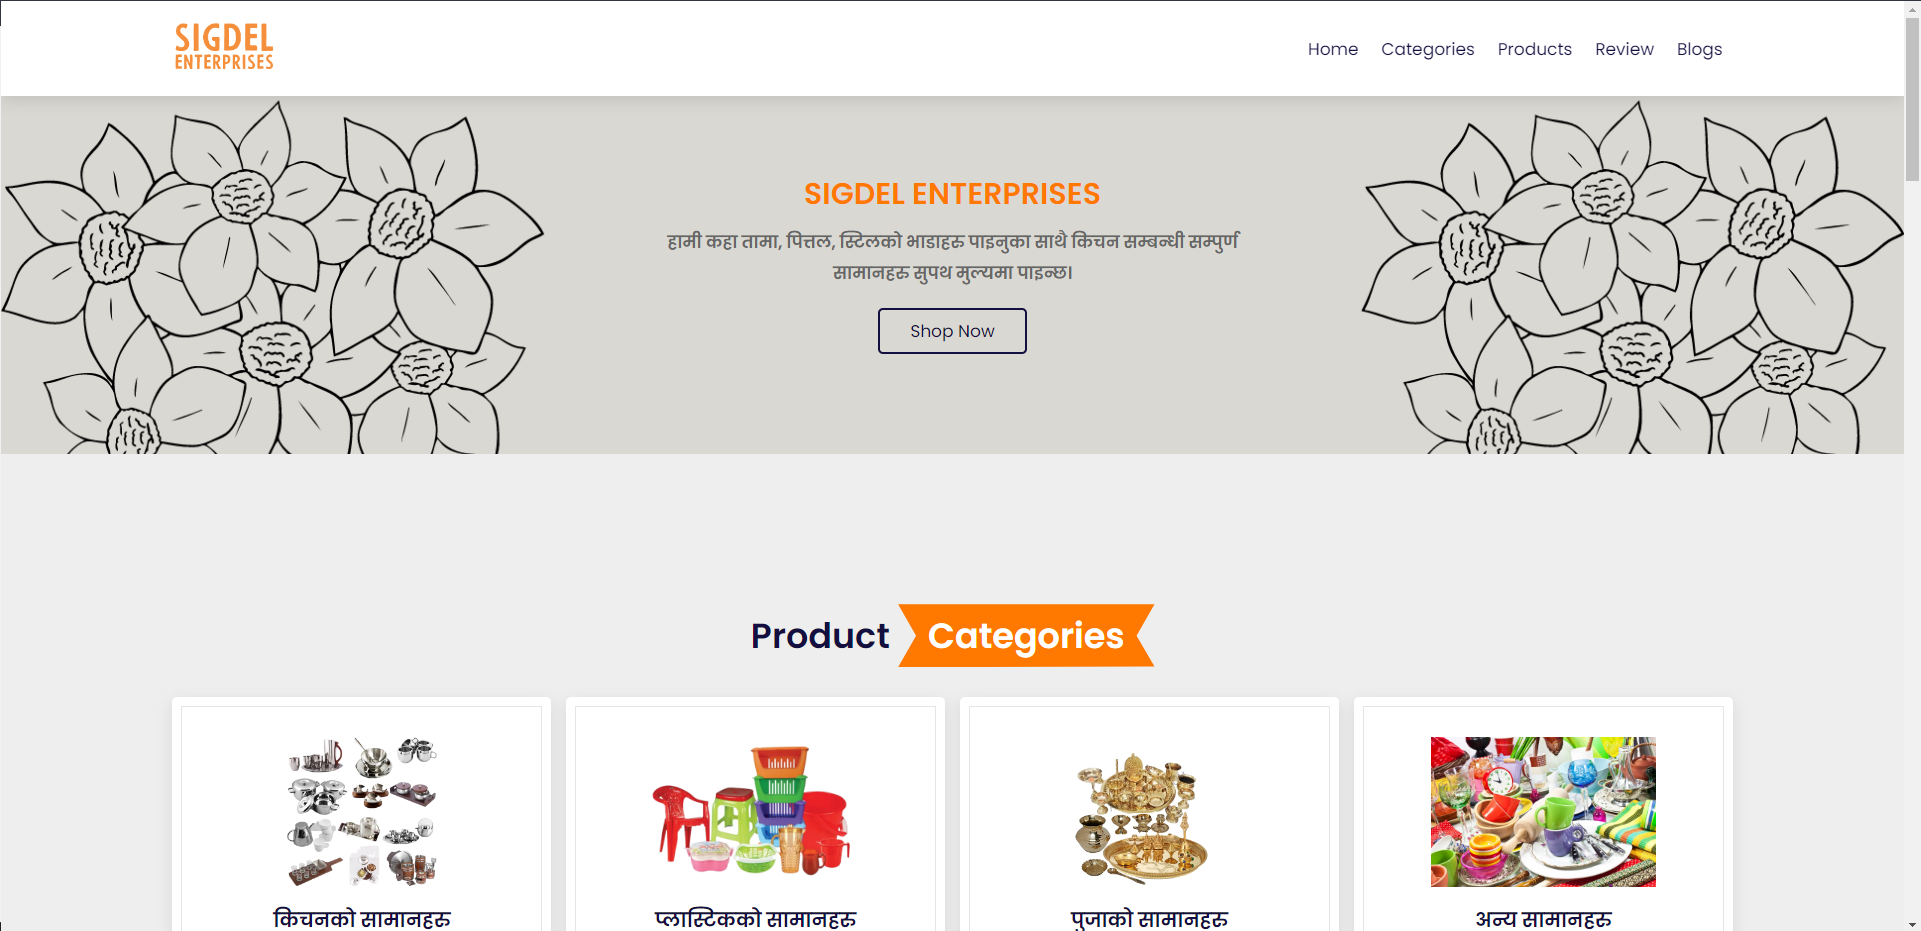 SIGDEL
ENTERPRISES
Home Categories Products Review Blogs
SIGDEL ENTERPRISES
हामी कहा तामा, पित्तल, स्टिलको भाडाहरु पाइनुका साथै किचन सम्बन्धी सम्पुर्ण
सामानहरु सुपथ मुल्यमा पाइन्छ।
Shop Now
Product Categories
किचनको सामानहरु
प्लास्टिकको सामानहरु
पुजाको सामानहरु
अन्य सामानहरु